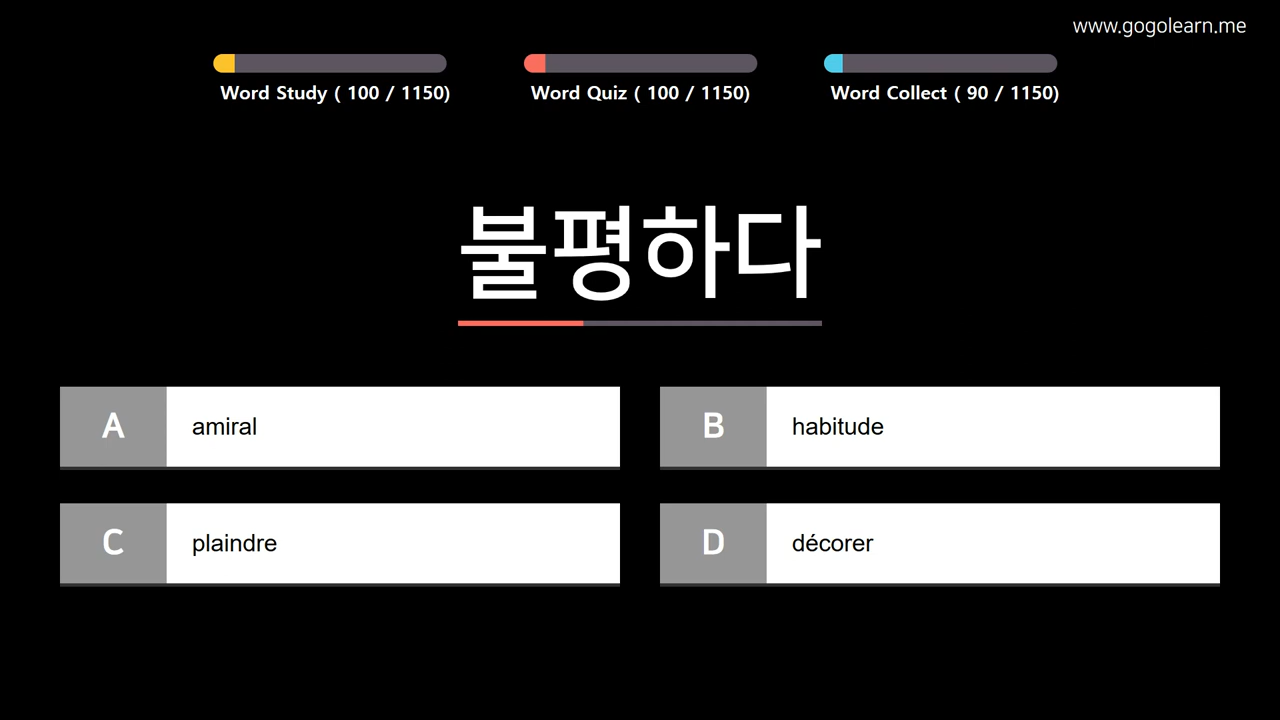 www.gogolearn.me
Word Study ( 100 / 1150)
Word Quiz ( 100 / 1150)
Word Collect ( 90 / 1150)
불평하다
A amiral
B habitude
C plaindre
D décorer